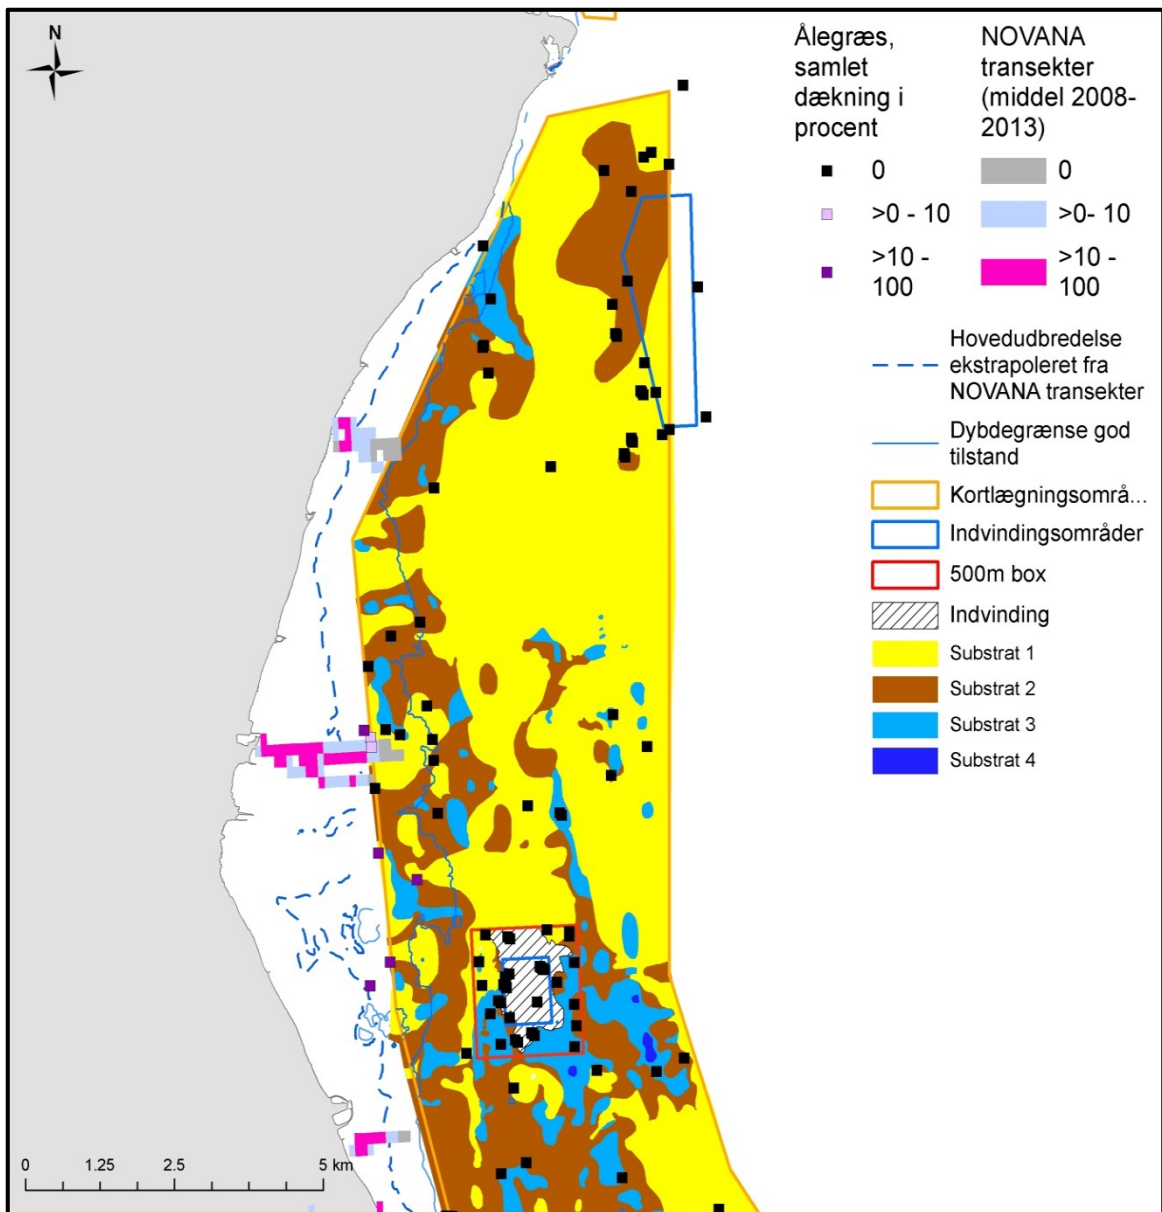 N
Ålegræs,
samlet
dækning i
procent
0
>0 - 10
>10 -
100
NOVANA
transekter
(middel 2008-
2013)
0
>0- 10
>10 -
100
Hovedudbredelse
ekstrapoleret fra
NOVANA transekter
Dybdegrænse god
tilstand
Kortlægningsområ...
Indvindingsområder
500m box
Indvinding
Substrat 1
Substrat 2
Substrat 3
Substrat 4
0 1.25 2.5 5 km